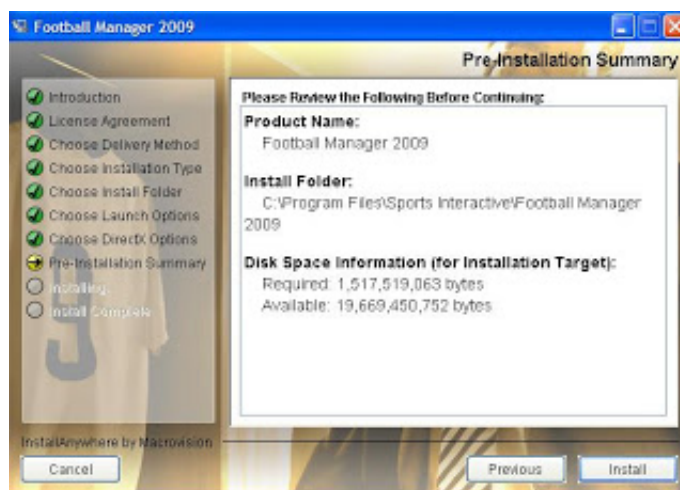 Football Manager 2009
Pre-Installation Summary
Introduction
License Agreement
Choose Delivery Method
Choose Installation Type
Choose Install Folder
Choose Launch Options
Choose DirectX Options
Pre-Installation Summary
Installing...
Install Complete
Please Review the Following Before Continuing:
Product Name:
Football Manager 2009
Install Folder:
C:\Program Files\Sports Interactive\Football Manager
2009
Disk Space Information (for Installation Target):
Required: 1,517,519,063 bytes
Available: 19,669,450,752 bytes
InstallAnywhere by Macrovision
Cancel
Previous
Install